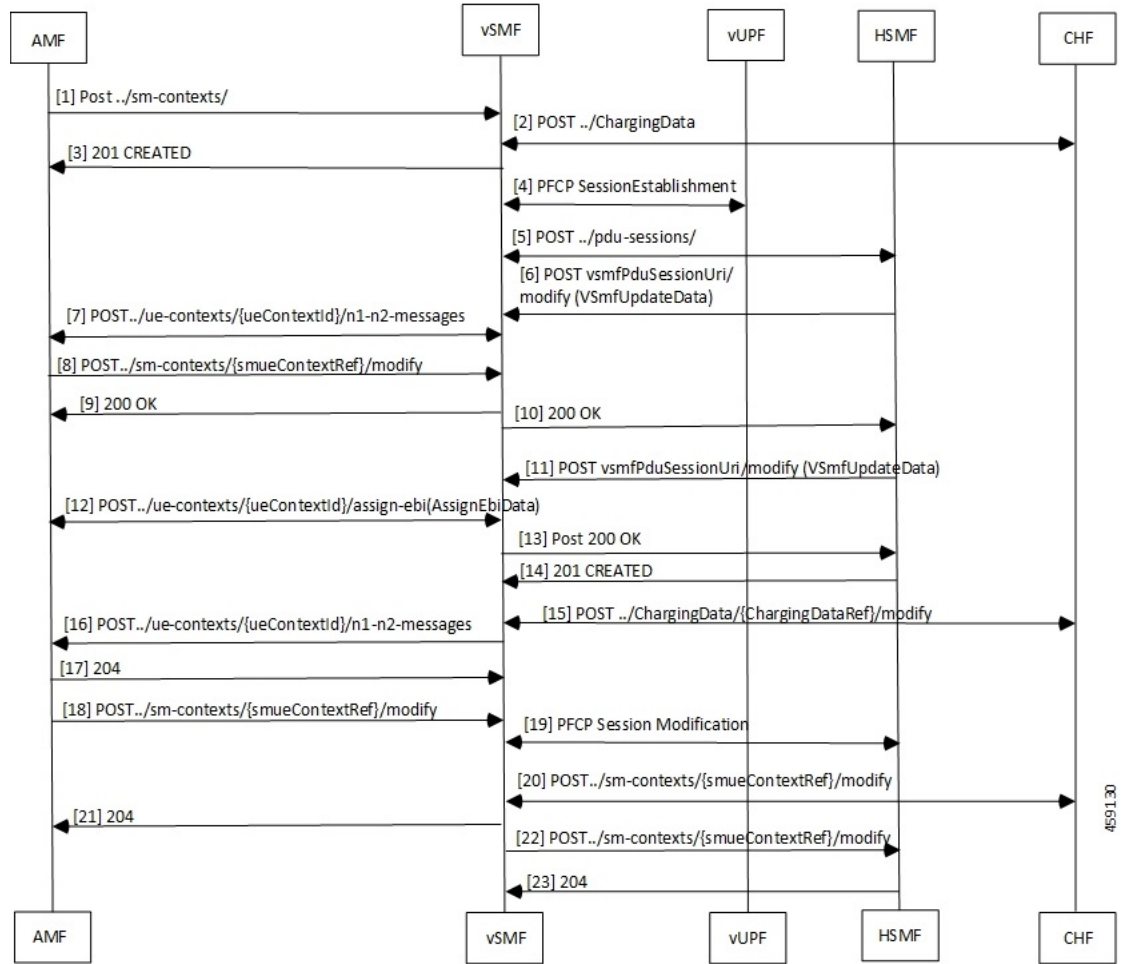 AMF
vSMF
vUPF
HSMF
CHF
[1] Post ../sm-contexts/
[2] POST ../ChargingData
[3] 201 CREATED
[4] PFCP SessionEstablishment
[5] POST ../pdu-sessions/
[6] POST vsmfPduSessionUri/
modify (VSmfUpdateData)
[7] POST../ue-contexts/{ueContextId}/n1-n2-messages
[8] POST../sm-contexts/{smueContextRef}/modify
[9] 200 OK
[10] 200 OK
[11] POST vsmfPduSessionUri/modify (VSmfUpdateData)
[12] POST../ue-contexts/{ueContextId}/assign-ebi(AssignEbiData)
[13] Post 200 OK
[14] 201 CREATED
[15] POST ../ChargingData/{ChargingDataRef}/modify
[16] POST../ue-contexts/{ueContextId}/n1-n2-messages
[17] 204
[18] POST../sm-contexts/{smueContextRef}/modify
[19] PFCP Session Modification
[20] POST../sm-contexts/{smueContextRef}/modify
[21] 204
[22] POST../sm-contexts/{smueContextRef}/modify
[23] 204
459130
AMF
vSMF
vUPF
HSMF
CHF